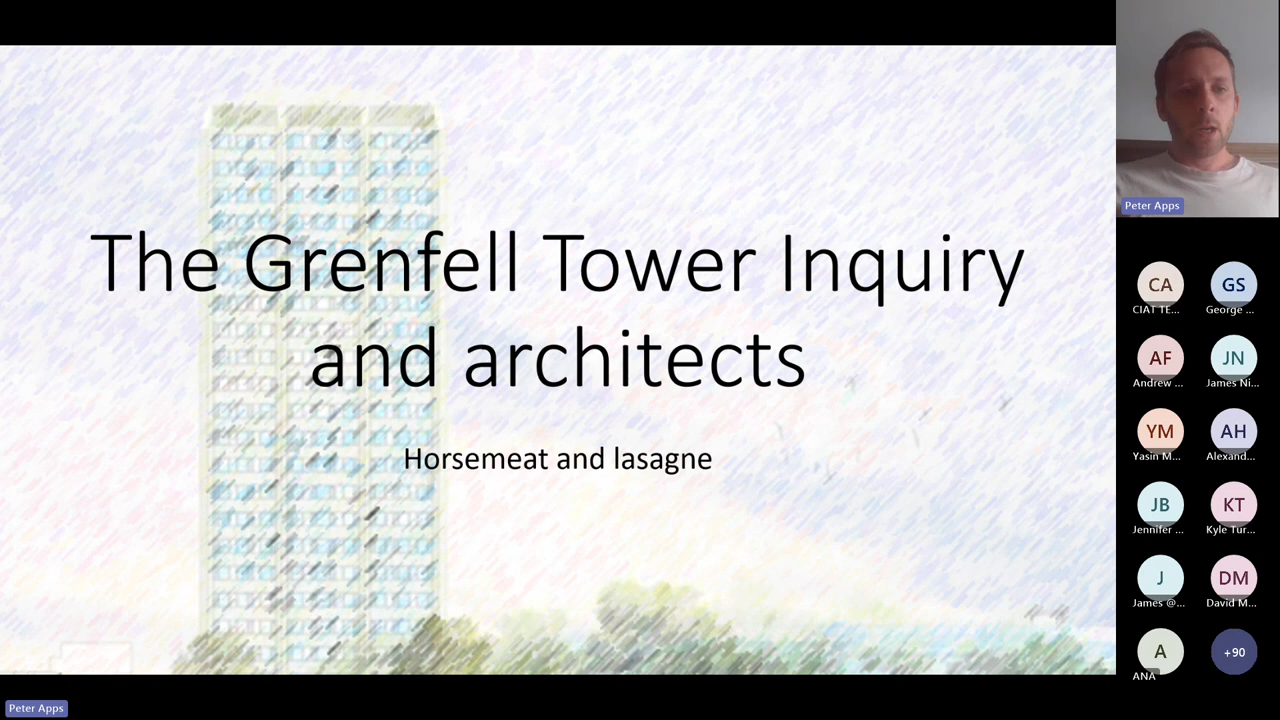 The Grenfell Tower Inquiry
and architects
Horsemeat and lasagne
Peter Apps
CA
CIAT TE...
GS
George ...
AF
Andrew ...
JN
James Ni...
YM
Yasin M...
AH
Alexand...
JB
Jennifer ...
KT
Kyle Tur...
J
James @...
DM
David M...
A
ANA
+90
Peter Apps